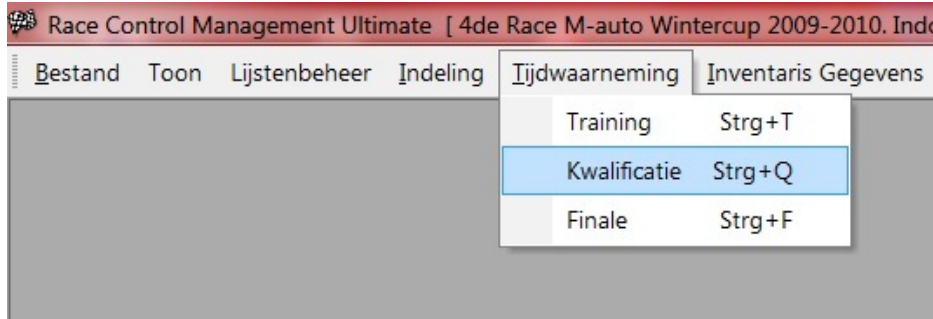 Race Control Management Ultimate [ 4de Race M-auto Wintercup 2009-2010.
Bestand Toon Lijstenbeheer Indeling Tijdwaarneming Inventaris Gegevens
Training Strg+T
Kwalificatie Strg+Q
Finale Strg+F